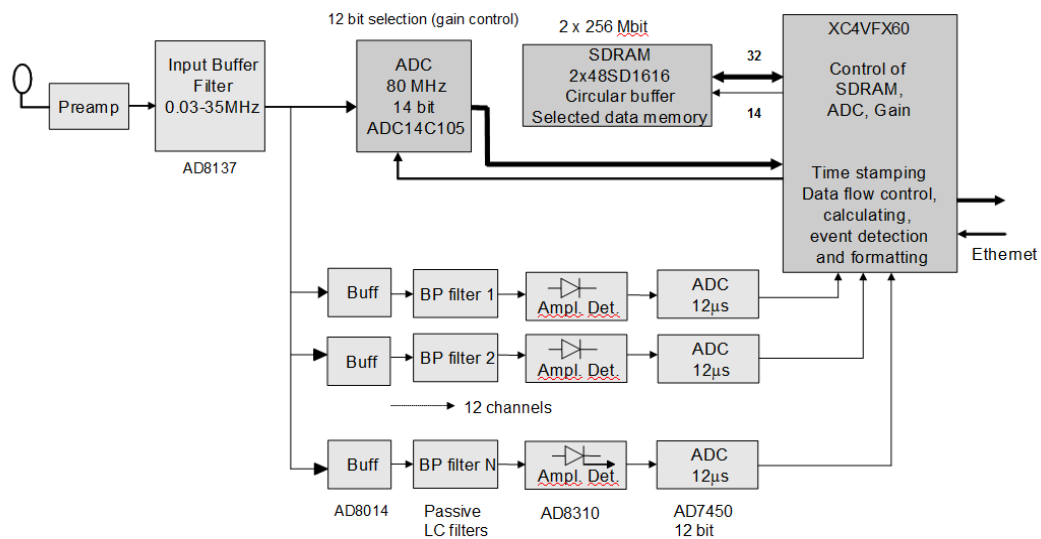 12 bit selection (gain control)
2 x 256 Mbit
Preamp
Input Buffer
Filter
0.03-35MHz
AD8137
ADC
80 MHz
14 bit
ADC14C105
SDRAM
2x48SD1616
Circular buffer
Selected data memory
32
14
XC4VFX60
Control of
SDRAM,
ADC, Gain
Time stamping
Data flow control,
calculating,
event detection
and formatting
Ethernet
Buff
BP filter 1
Ampl. Det.
ADC
12µs
Buff
BP filter 2
Ampl. Det.
ADC
12µs
12 channels
Buff
BP filter N
Ampl. Det.
ADC
12µs
AD8014
Passive
LC filters
AD8310
AD7450
12 bit